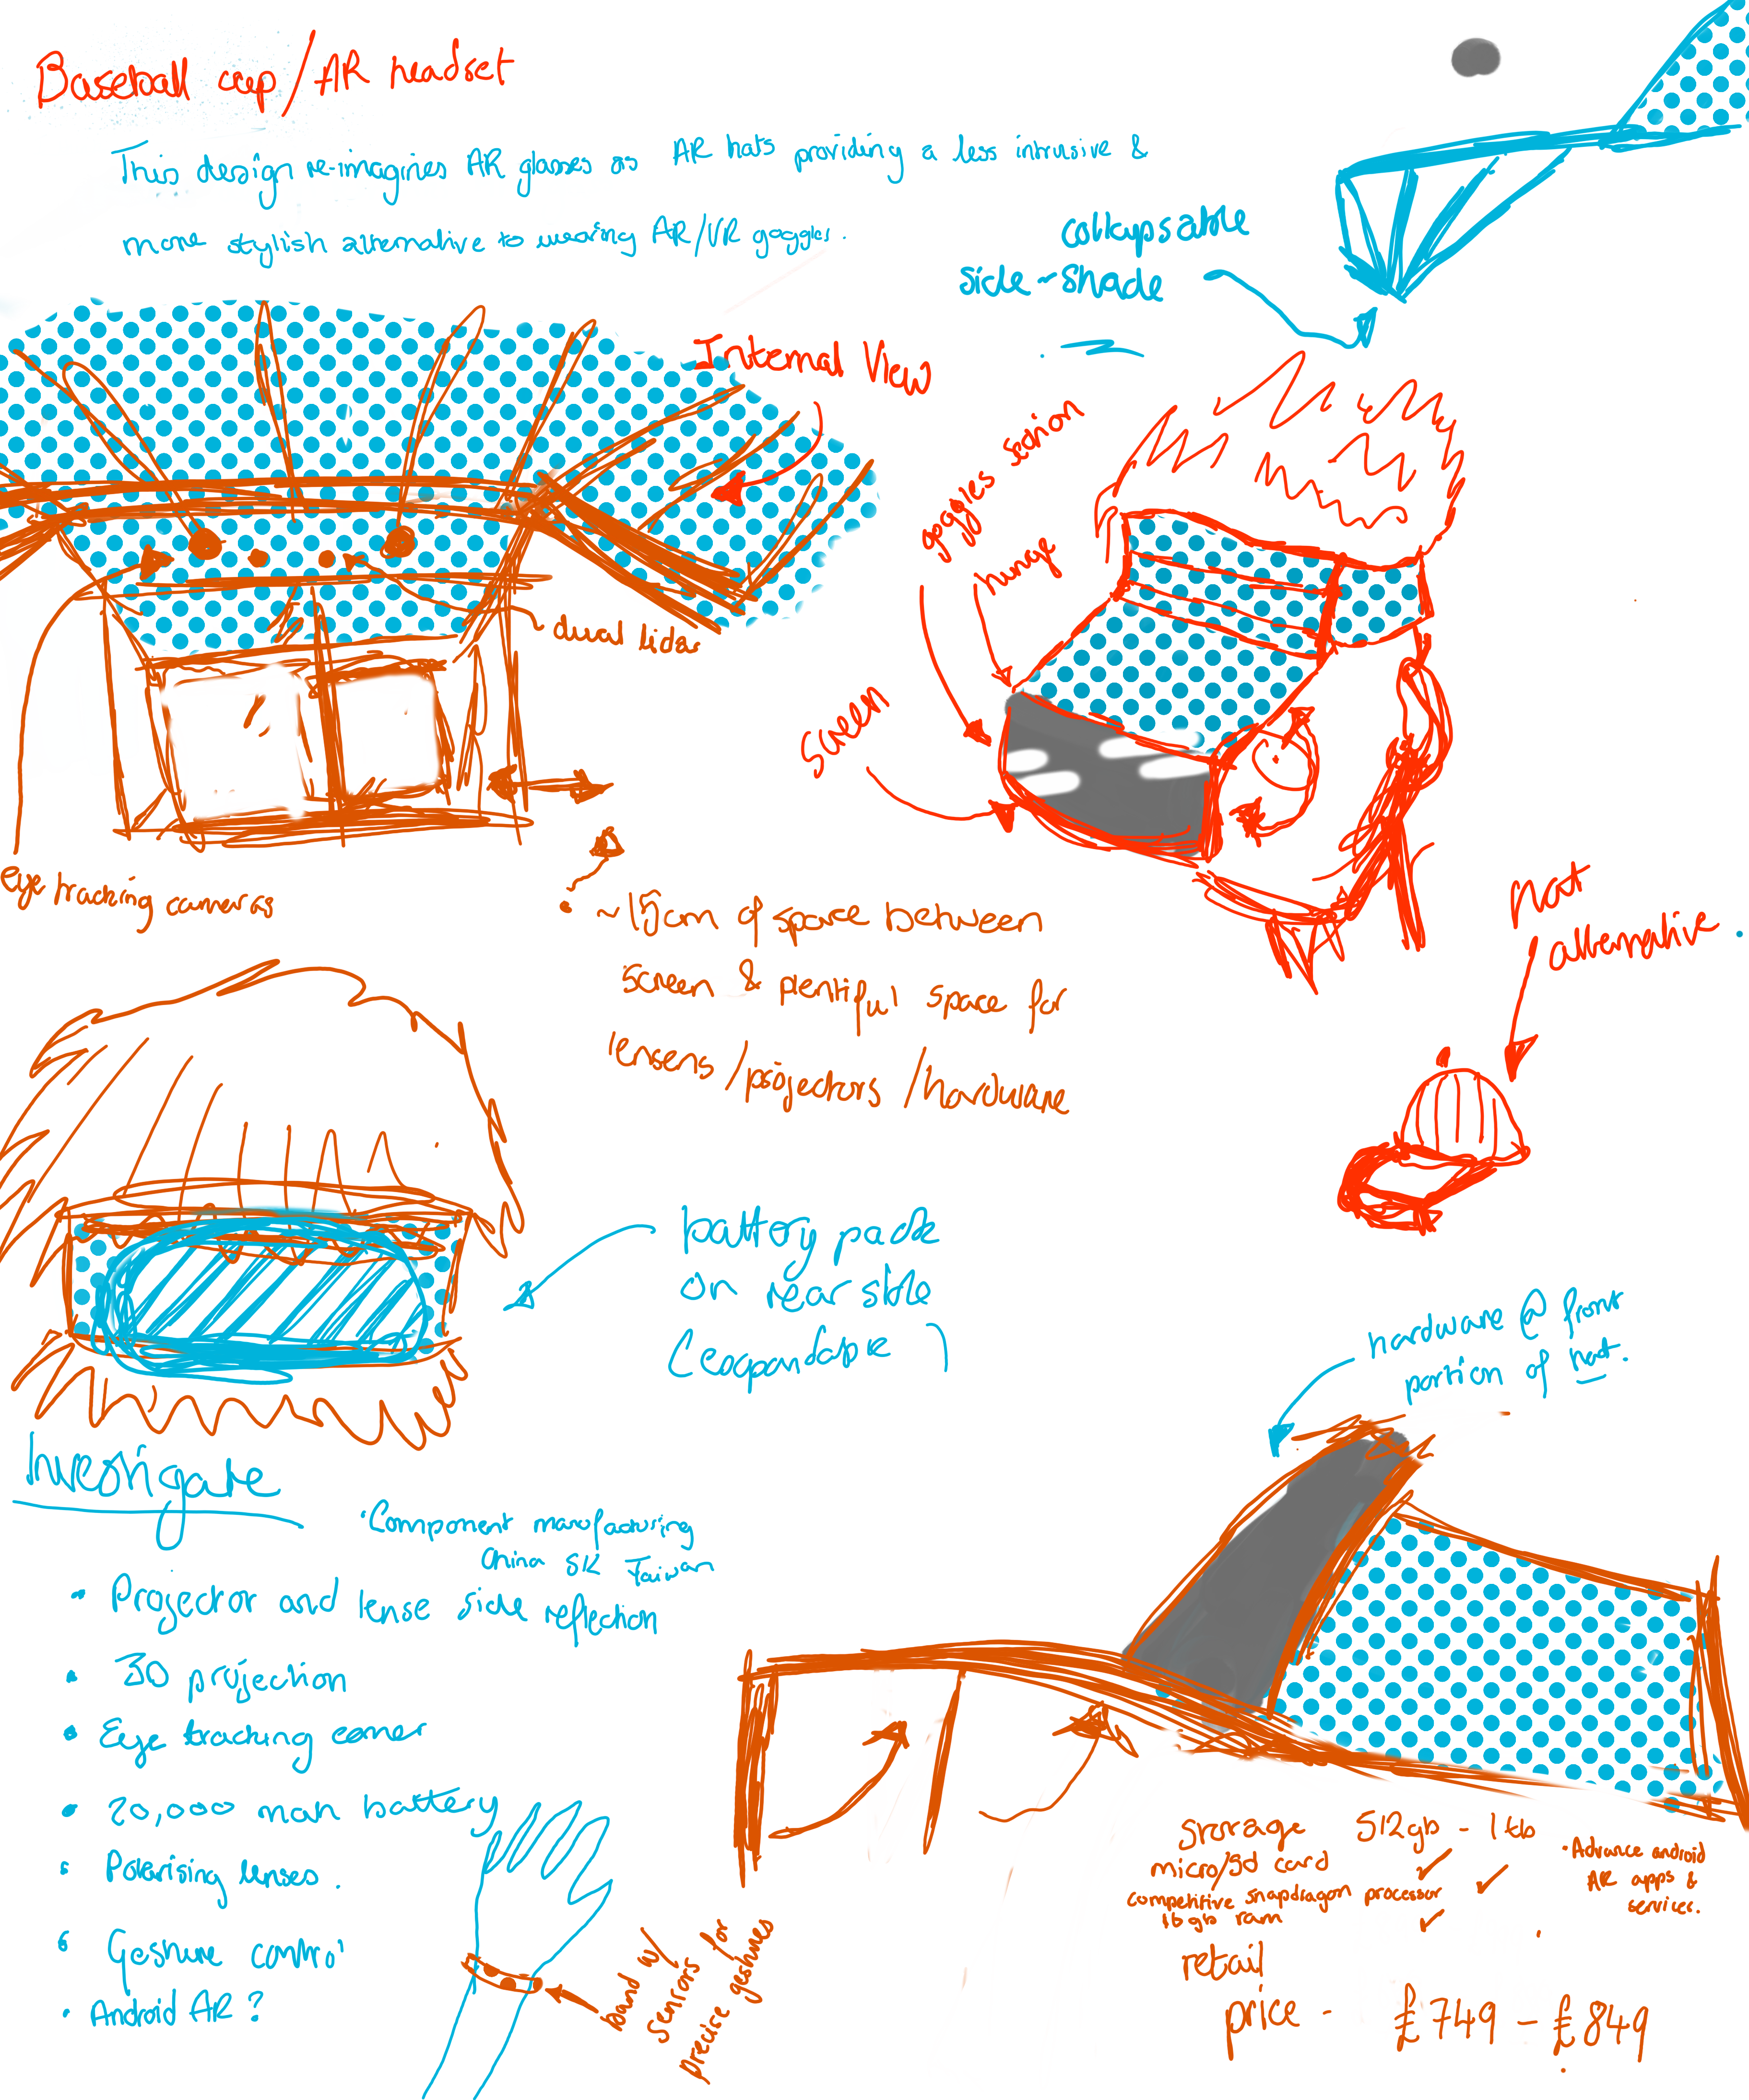 Baseball cap/AR headset
This design re-imagines AR glasses as AR hats providing a less intrusive &
more stylish alternative to wearing AR/VR goggles.
collapsable
side-shade
Internal View
goggles section
hinge
screen
dual lidar
eye tracking cameras
~15cm of space between
screen & plentiful space for
lensens/projectors/hardware
hat
alternative.
battery pack
on rear side
(expandable)
hardware @ front
portion of hat.
Investigate
• Component manufacturing
China SK Taiwan
• Projector and lense side reflection
• 3D projection
• Eye tracking camer
• 20,000 mah battery
• Polarising lenses.
• Gesture control
• Android AR?
band w/
sensors for
precise gestures
Storage 512gb - 1tb
micro/sd card
competitive snapdragon processor
16gb ram
• Advance android
AR apps &
services.
retail
price - £749 - £849